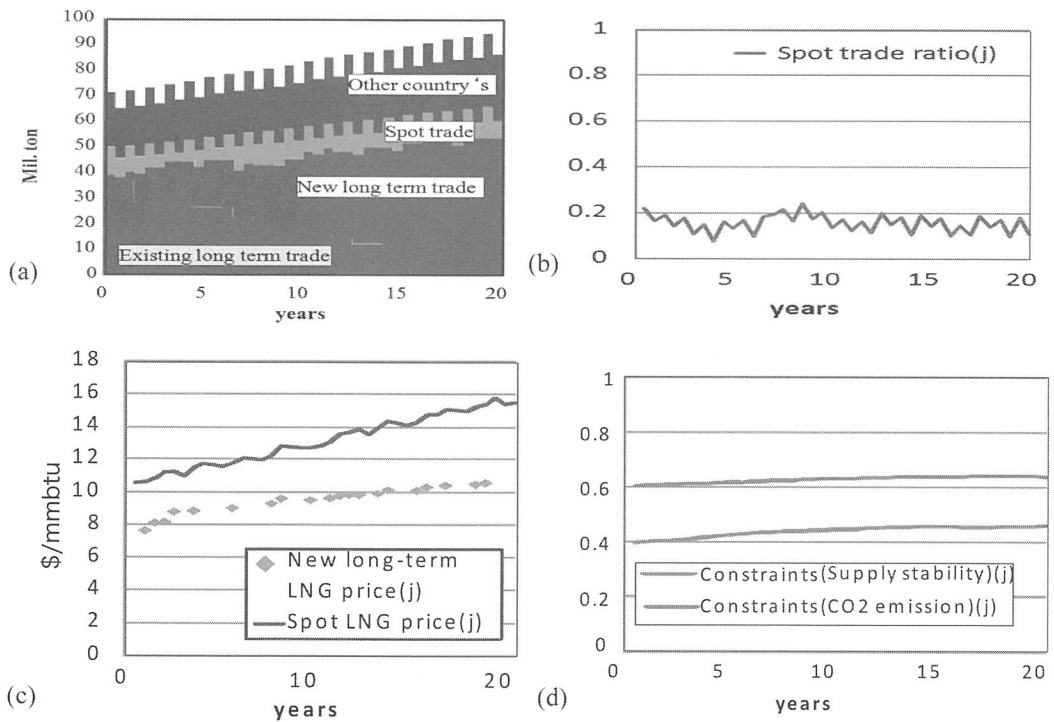 100
90
80
70
60
50
40
30
20
10
0
Mil. ton
Other country 's
Spot trade
New long term trade
Existing long term trade
0 5 10 15 20
years
(a)
1
0.8
0.6
0.4
0.2
0
Spot trade ratio(j)
0 5 10 15 20
years
(b)
18
16
14
12
10
8
6
4
2
0
$/mmbtu
New long-term
LNG price(j)
Spot LNG price(j)
0 10 20
years
(c)
1
0.8
0.6
0.4
0.2
0
Constraints(Supply stability)(j)
Constraints(CO2 emission)(j)
0 5 10 15 20
years
(d)